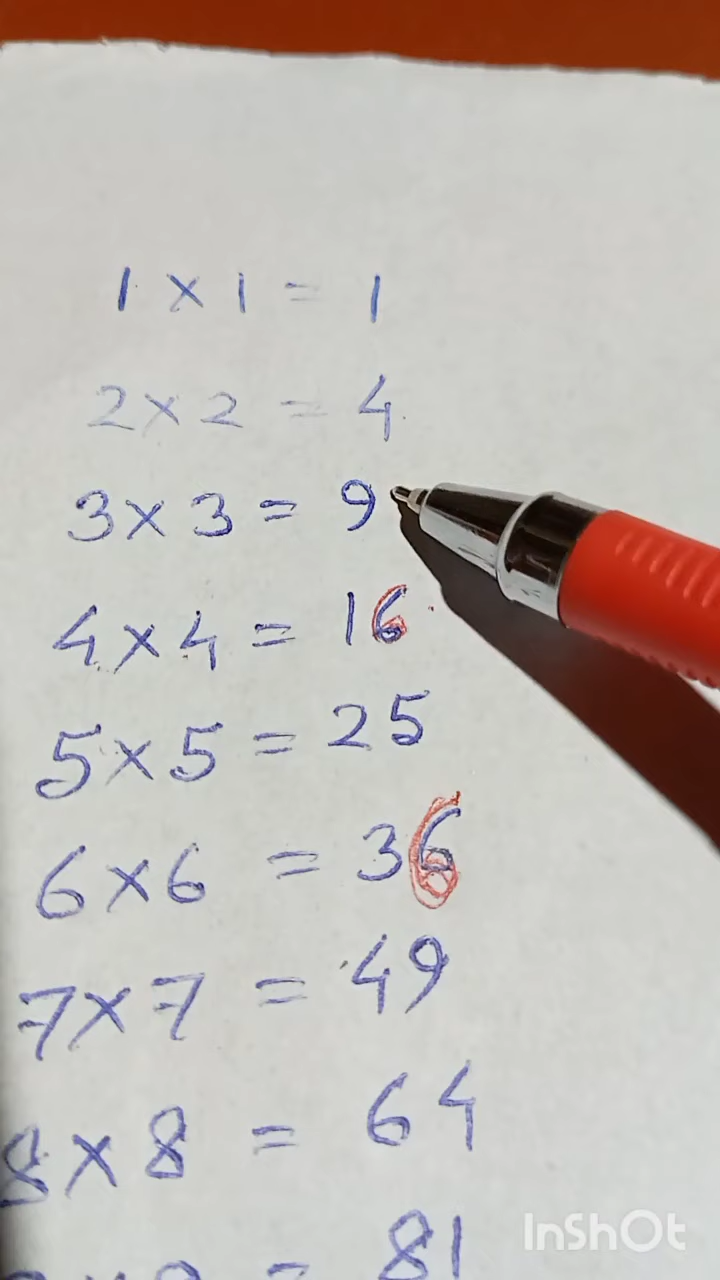 1 × 1 = 1
2 × 2 = 4
3 × 3 = 9
4 × 4 = 16
5 × 5 = 25
6 × 6 = 36
7 × 7 = 49
8 × 8 = 64
= 81
InShOt